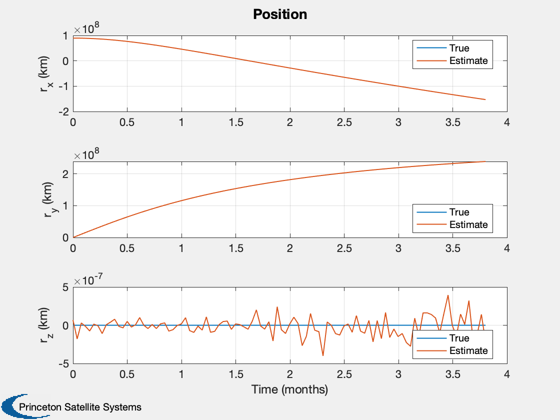 Position
×10^8
r_x (km)
1
0
-1
-2
True
Estimate
0 0.5 1 1.5 2 2.5 3 3.5 4
×10^8
r_y (km)
2
1
0
True
Estimate
0 0.5 1 1.5 2 2.5 3 3.5 4
×10^-7
r_z (km)
5
0
-5
True
Estimate
0 0.5 1 1.5 2 2.5 3 3.5 4
Time (months)
Princeton Satellite Systems